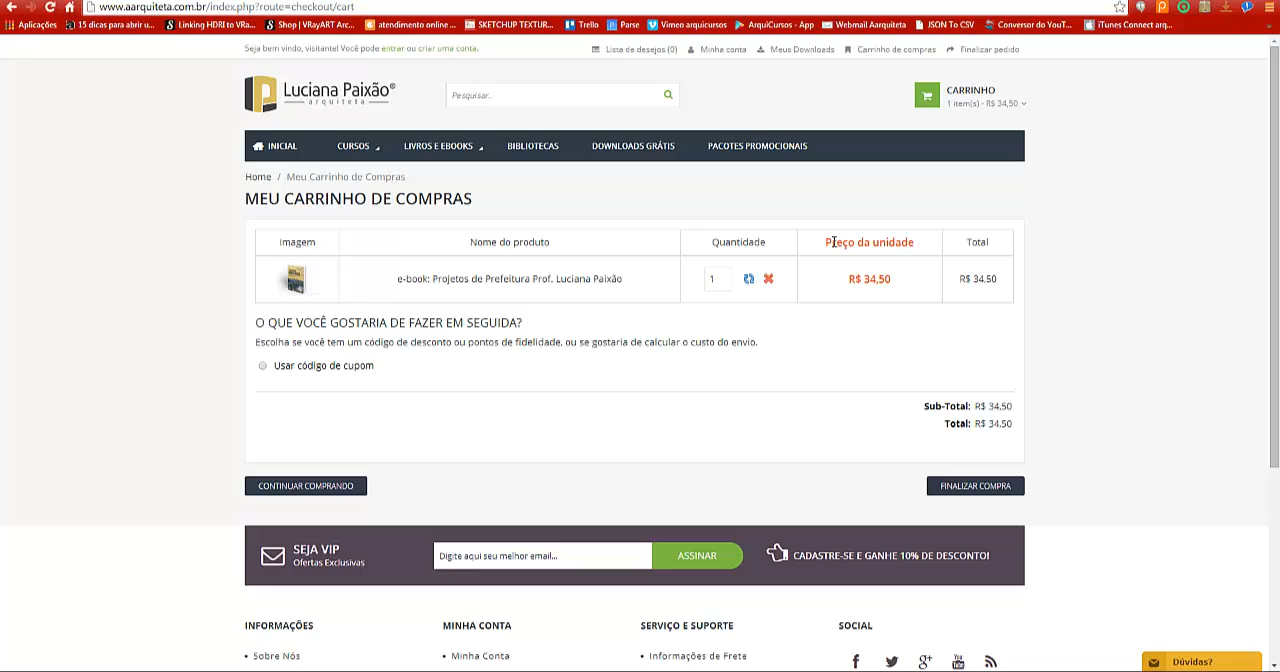 www.aarquiteta.com.br/index.php?route=checkout/cart
Aplicações 15 dicas para abrir u... Linking HDRI to VRa... Shop | VRayART Arc... atendimento online ... SKETCHUP TEXTUR... Trello Parse Vimeo arquicursos ArquiCursos - App Webmail Aarquiteta JSON To CSV Conversor do YouT... iTunes Connect arq...
Seja bem vindo, visitante! Você pode entrar ou criar uma conta. Lista de desejos (0) Minha conta Meus Downloads Carrinho de compras Finalizar pedido
Luciana Paixão®
arquiteta
Pesquisar..
CARRINHO
1 item(s) - R$ 34,50
INICIAL CURSOS LIVROS E EBOOKS BIBLIOTECAS DOWNLOADS GRÁTIS PACOTES PROMOCIONAIS
Home / Meu Carrinho de Compras
MEU CARRINHO DE COMPRAS
Imagem Nome do produto Quantidade Preço da unidade Total
e-book: Projetos de Prefeitura Prof. Luciana Paixão 1 R$ 34,50 R$ 34,50
O QUE VOCÊ GOSTARIA DE FAZER EM SEGUIDA?
Escolha se você tem um código de desconto ou pontos de fidelidade, ou se gostaria de calcular o custo do envio.
Usar código de cupom
Sub-Total: R$ 34,50
Total: R$ 34,50
CONTINUAR COMPRANDO FINALIZAR COMPRA
SEJA VIP
Ofertas Exclusivas
Digite aqui seu melhor email... ASSINAR CADASTRE-SE E GANHE 10% DE DESCONTO!
INFORMAÇÕES MINHA CONTA SERVIÇO E SUPORTE SOCIAL
Sobre Nós Minha Conta Informações de Frete
Dúvidas?